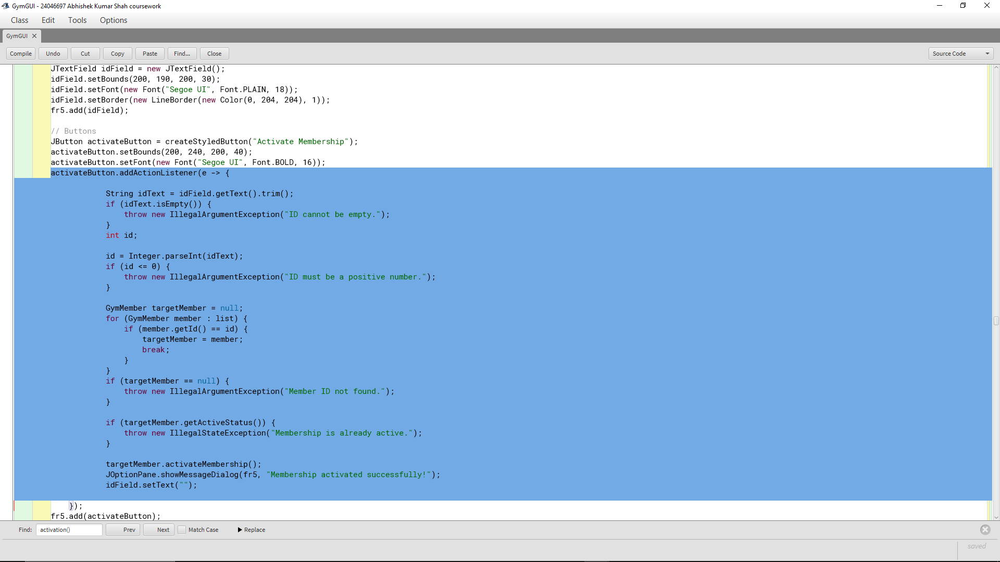 GymGUI - 24046697 Abhishek Kumar Shah coursework
Class Edit Tools Options
GymGUI
Compile Undo Cut Copy Paste Find... Close Source Code
JTextField idField = new JTextField();
idField.setBounds(200, 190, 200, 30);
idField.setFont(new Font("Segoe UI", Font.PLAIN, 18));
idField.setBorder(new LineBorder(new Color(0, 204, 204), 1));
fr5.add(idField);
// Buttons
JButton activateButton = createStyledButton("Activate Membership");
activateButton.setBounds(200, 240, 200, 40);
activateButton.setFont(new Font("Segoe UI", Font.BOLD, 16));
activateButton.addActionListener(e -> {
String idText = idField.getText().trim();
if (idText.isEmpty()) {
throw new IllegalArgumentException("ID cannot be empty.");
}
int id;
id = Integer.parseInt(idText);
if (id <= 0) {
throw new IllegalArgumentException("ID must be a positive number.");
}
GymMember targetMember = null;
for (GymMember member : list) {
if (member.getId() == id) {
targetMember = member;
break;
}
}
if (targetMember == null) {
throw new IllegalArgumentException("Member ID not found.");
}
if (targetMember.getActiveStatus()) {
throw new IllegalStateException("Membership is already active.");
}
targetMember.activateMembership();
JOptionPane.showMessageDialog(fr5, "Membership activated successfully!");
idField.setText("");
});
fr5.add(activateButton);
Find: activation() Prev Next Match Case Replace
saved